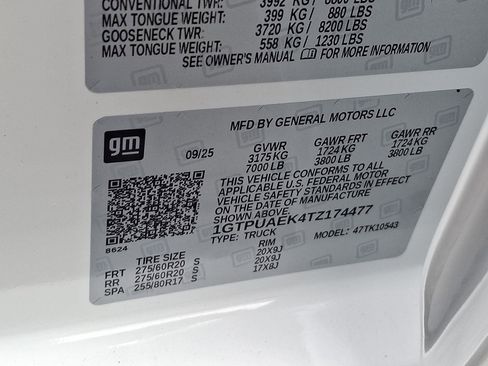 CONVENTIONAL TWR: 3992 KG / 8800 LBS
MAX TONGUE WEIGHT: 399 KG / 880 LBS
GOOSENECK TWR: 3720 KG / 8200 LBS
MAX TONGUE WEIGHT: 558 KG / 1230 LBS
SEE OWNER'S MANUAL FOR MORE INFORMATION
gm
MFD BY GENERAL MOTORS LLC
09/25 GVWR GAWR FRT GAWR RR
3175 KG 1724 KG 1724 KG
7000 LB 3800 LB 3800 LB
THIS VEHICLE CONFORMS TO ALL
APPLICABLE U.S. FEDERAL MOTOR
VEHICLE SAFETY STANDARDS IN EFFECT
ON THE DATE OF MANUFACTURE
SHOWN ABOVE.
1GTPUAEK4TZ174477
TYPE: TRUCK MODEL: 47TK10543
8624
TIRE SIZE RIM
FRT 275/60R20 S 20X9J
RR 275/60R20 S 20X9J
SPA 255/80R17 S 17X8J